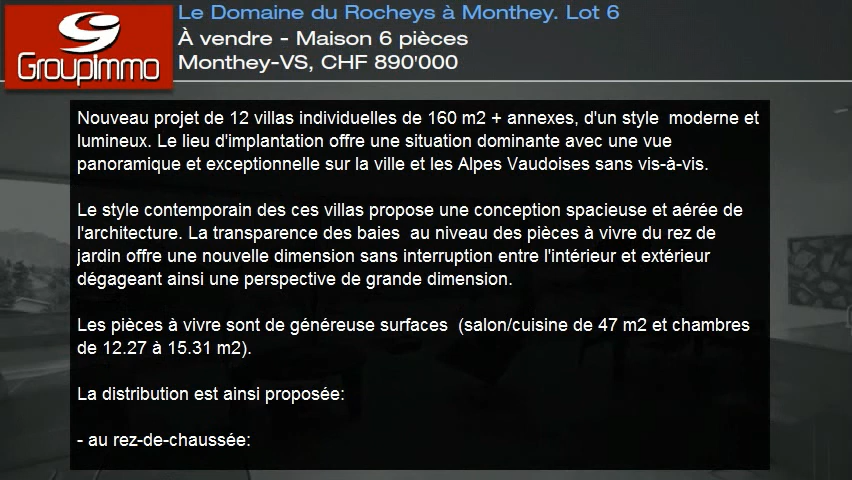 Groupimmo
Le Domaine du Rocheys à Monthey. Lot 6
À vendre - Maison 6 pièces
Monthey-VS, CHF 890'000
Nouveau projet de 12 villas individuelles de 160 m2 + annexes, d'un style  moderne et
lumineux. Le lieu d'implantation offre une situation dominante avec une vue
panoramique et exceptionnelle sur la ville et les Alpes Vaudoises sans vis-à-vis.
Le style contemporain des ces villas propose une conception spacieuse et aérée de
l'architecture. La transparence des baies  au niveau des pièces à vivre du rez de
jardin offre une nouvelle dimension sans interruption entre l'intérieur et extérieur
dégageant ainsi une perspective de grande dimension.
Les pièces à vivre sont de généreuse surfaces  (salon/cuisine de 47 m2 et chambres
de 12.27 à 15.31 m2).
La distribution est ainsi proposée:
- au rez-de-chaussée: